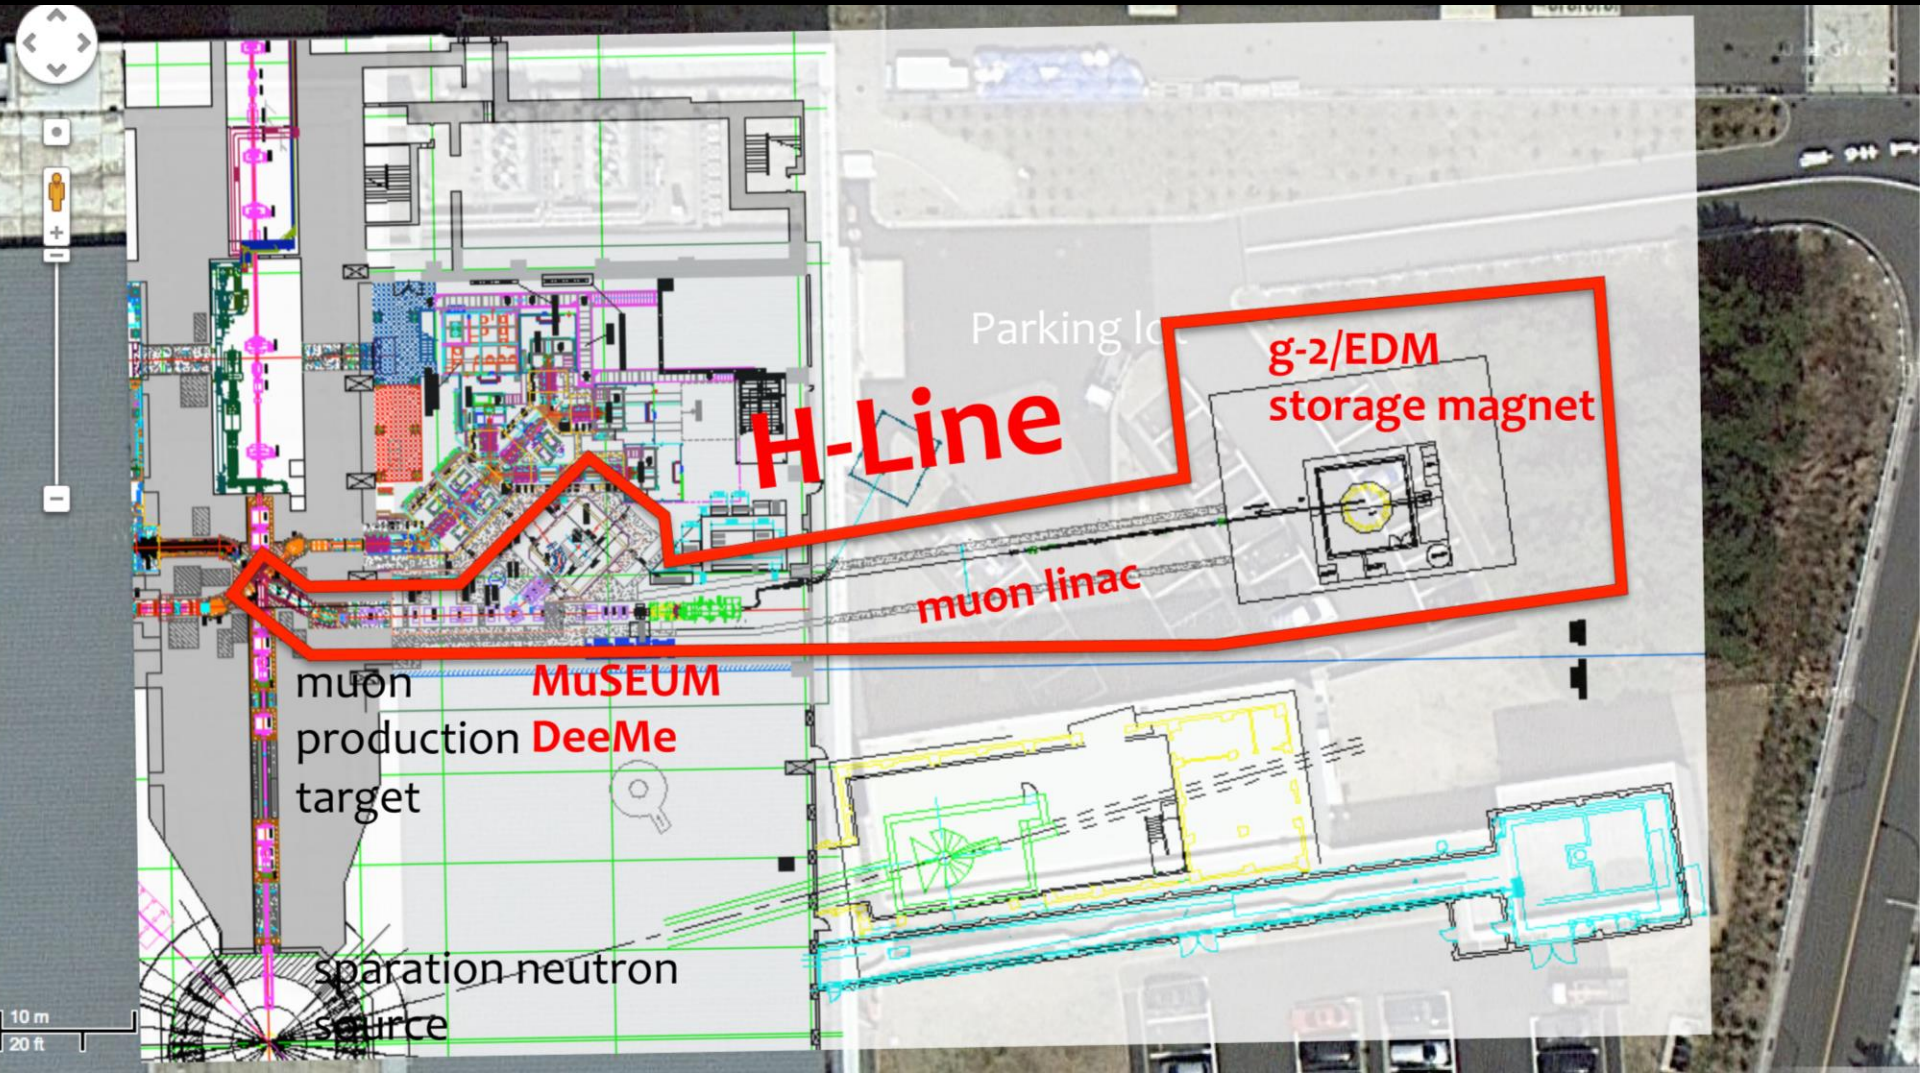 Parking lot
g-2/EDM
storage magnet
H-Line
muon linac
muon
production
target
MuSEUM
DeeMe
sparation neutron
source
10 m
20 ft